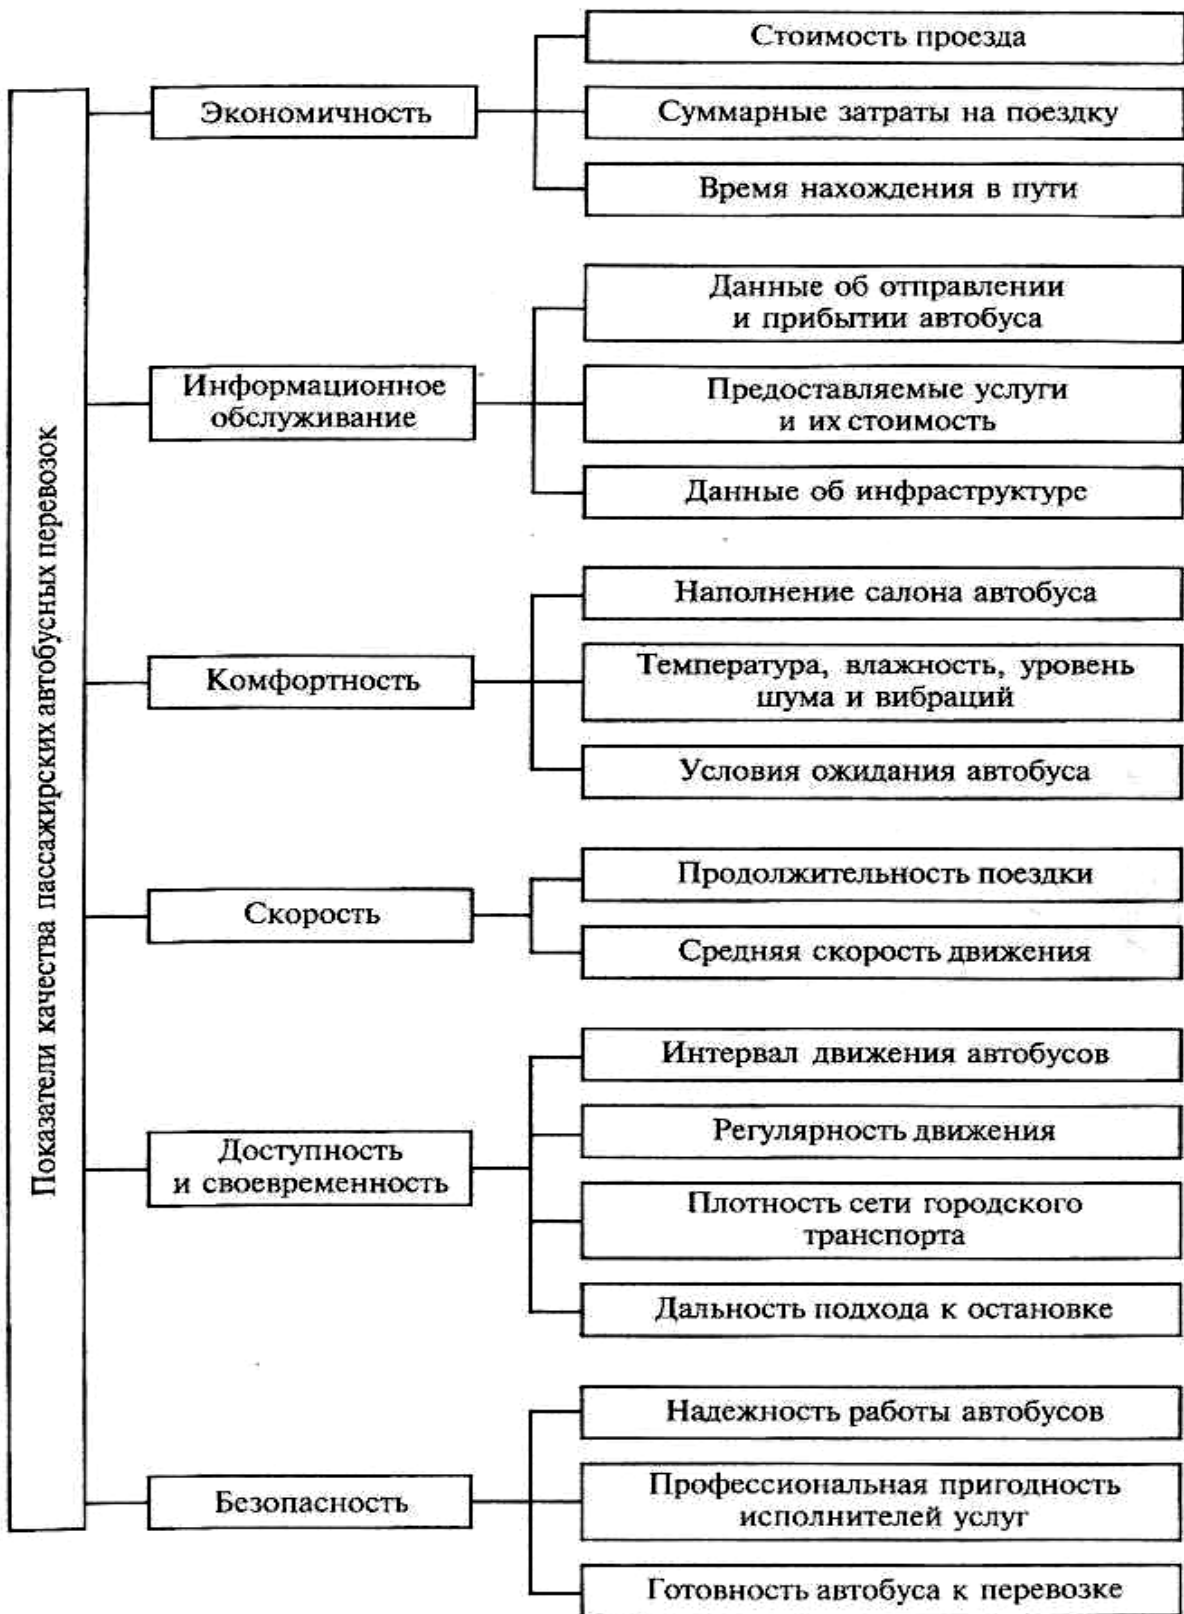 Показатели качества пассажирских автобусных перевозок
Экономичность
Стоимость проезда
Суммарные затраты на поездку
Время нахождения в пути
Информационное
обслуживание
Данные об отправлении
и прибытии автобуса
Предоставляемые услуги
и их стоимость
Данные об инфраструктуре
Комфортность
Наполнение салона автобуса
Температура, влажность, уровень
шума и вибраций
Условия ожидания автобуса
Скорость
Продолжительность поездки
Средняя скорость движения
Доступность
и своевременность
Интервал движения автобусов
Регулярность движения
Плотность сети городского
транспорта
Дальность подхода к остановке
Безопасность
Надежность работы автобусов
Профессиональная пригодность
исполнителей услуг
Готовность автобуса к перевозке